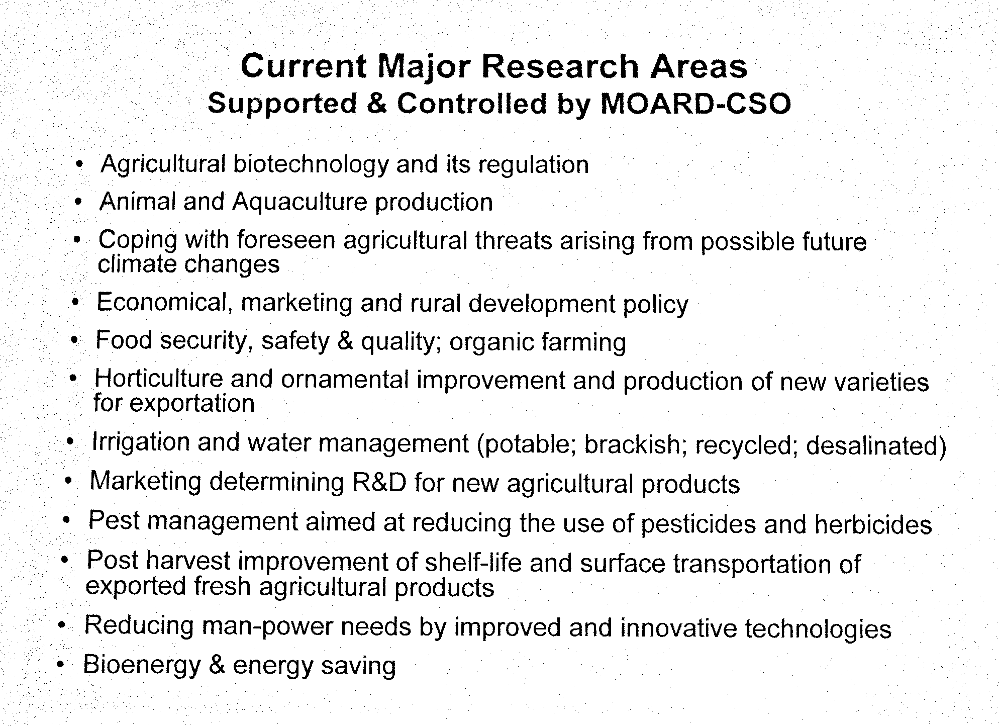 Current Major Research Areas
Supported & Controlled by MOARD-CSO
• Agricultural biotechnology and its regulation
• Animal and Aquaculture production
• Coping with foreseen agricultural threats arising from possible future
climate changes
• Economical, marketing and rural development policy
• Food security, safety & quality; organic farming
• Horticulture and ornamental improvement and production of new varieties
for exportation
• Irrigation and water management (potable; brackish; recycled; desalinated)
• Marketing determining R&D for new agricultural products
• Pest management aimed at reducing the use of pesticides and herbicides
• Post harvest improvement of shelf-life and surface transportation of
exported fresh agricultural products
• Reducing man-power needs by improved and innovative technologies
• Bioenergy & energy saving